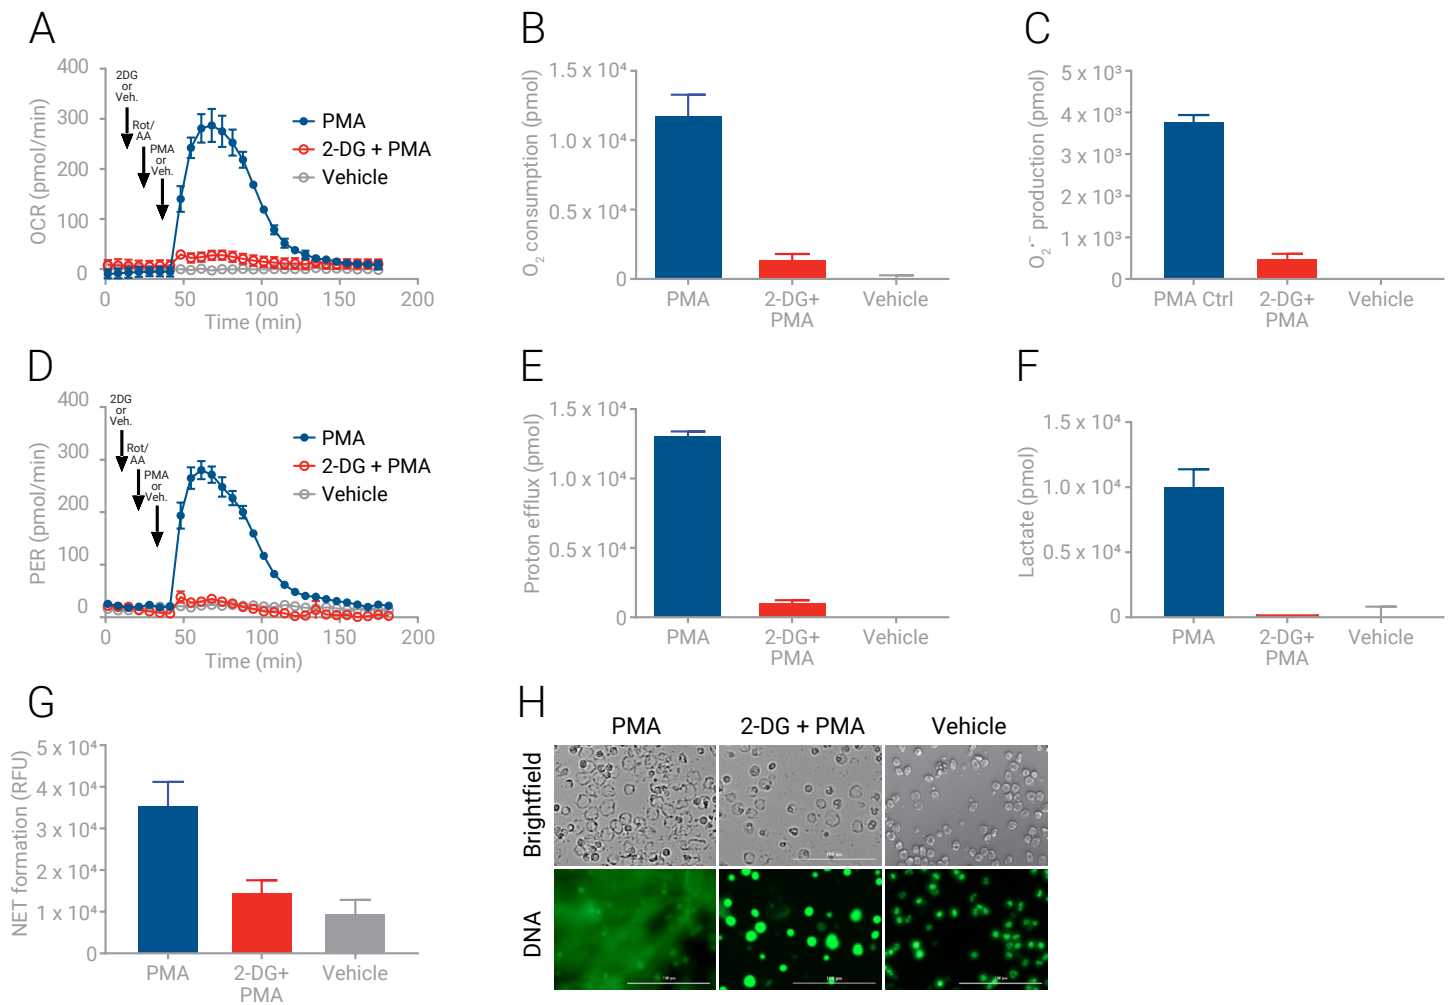 A
400
300
200
100
0
OCR (pmol/min)
2DG
or
Veh.
Rot/
AA
PMA
or
Veh.
PMA
2-DG + PMA
Vehicle
0
50
100
150
200
Time (min)
B
1.5 x 10⁴
1.0 x 10⁴
0.5 x 10⁴
0
O₂ consumption (pmol)
PMA
2-DG+
PMA
Vehicle
C
5 x 10³
4 x 10³
3 x 10³
2 x 10³
1 x 10³
0
O₂•⁻ production (pmol)
PMA Ctrl
2-DG+
PMA
Vehicle
D
400
300
200
100
0
PER (pmol/min)
2DG
or
Veh.
Rot/
AA
PMA
or
Veh.
PMA
2-DG + PMA
Vehicle
0
50
100
150
200
Time (min)
E
1.5 x 10⁴
1.0 x 10⁴
0.5 x 10⁴
0
Proton efflux (pmol)
PMA
2-DG+
PMA
Vehicle
F
1.5 x 10⁴
1.0 x 10⁴
0.5 x 10⁴
0
Lactate (pmol)
PMA
2-DG+
PMA
Vehicle
G
5 x 10⁴
4 x 10⁴
3 x 10⁴
2 x 10⁴
1 x 10⁴
0
NET formation (RFU)
PMA
2-DG+
PMA
Vehicle
H
PMA
2-DG + PMA
Vehicle
Brightfield
DNA